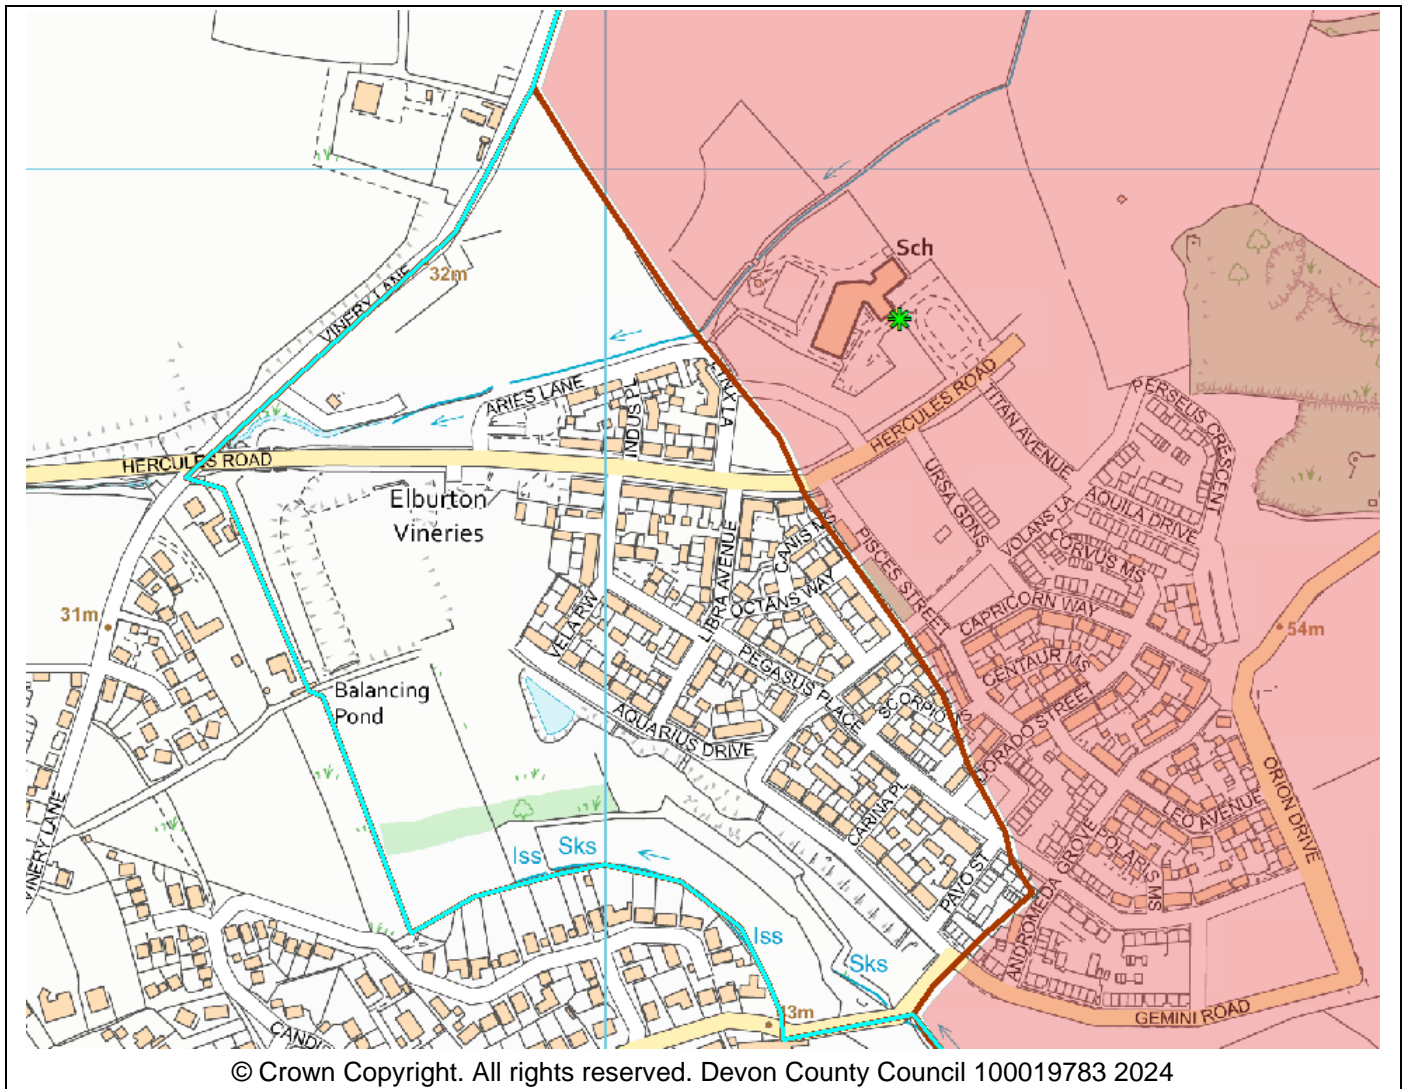 Sch
32m
VINERY LANE
ARIES LANE
INDUS PL
LYNX LA
HERCULES ROAD
TITAN AVENUE
PERSEUS CRESCENT
HERCULES ROAD
Elburton
Vineries
URSA GDNS
VOLANS LA
AQUILA DRIVE
CORVUS MS
PISCES STREET
LIBRA AVENUE
OCTANS WAY
VELA RW
CAPRICORN WAY
31m
54m
CENTAUR MS
PEGASUS PLACE
DORADO STREET
Balancing
Pond
AQUARIUS DRIVE
CARINA PL
LEO AVENUE
ORION DRIVE
POLARIS MS
VINERY LANE
Iss
Sks
PAVO ST
ANDROMEDA GROVE
Iss
Sks
GEMINI ROAD
© Crown Copyright. All rights reserved. Devon County Council 100019783 2024